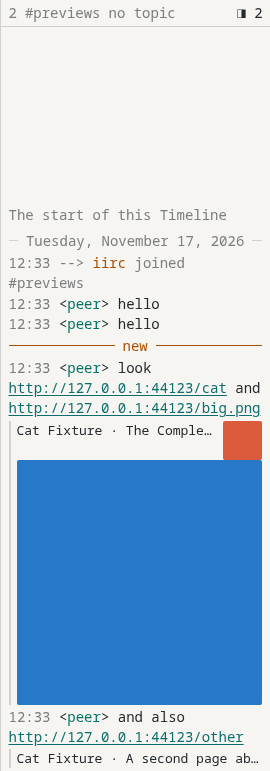 2 #previews no topic ◨ 2
The start of this Timeline
Tuesday, November 17, 2026
12:33 --> iirc joined
#previews
12:33 <peer> hello
12:33 <peer> hello
new
12:33 <peer> look
http://127.0.0.1:44123/cat and
http://127.0.0.1:44123/big.png
Cat Fixture · The Comple…
12:33 <peer> and also
http://127.0.0.1:44123/other
Cat Fixture · A second page ab…